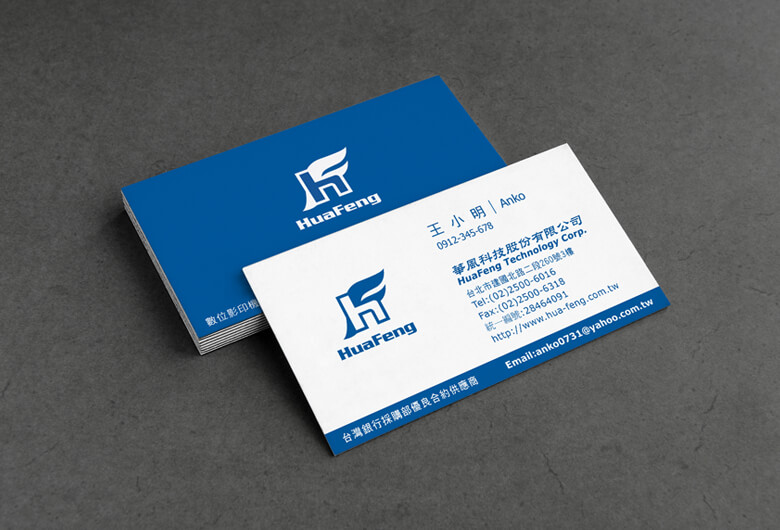 HuaFeng
數位影印機
HuaFeng
王小明 | Anko
0912-345-678
華風科技股份有限公司
HuaFeng Technology Corp.
台北市建國北路二段260號3樓
Tel:(02)2500-6016
Fax:(02)2500-6318
統一編號:28464091
http://www.hua-feng.com.tw
Email:anko0731@yahoo.com.tw
台灣銀行採購部優良合約供應商